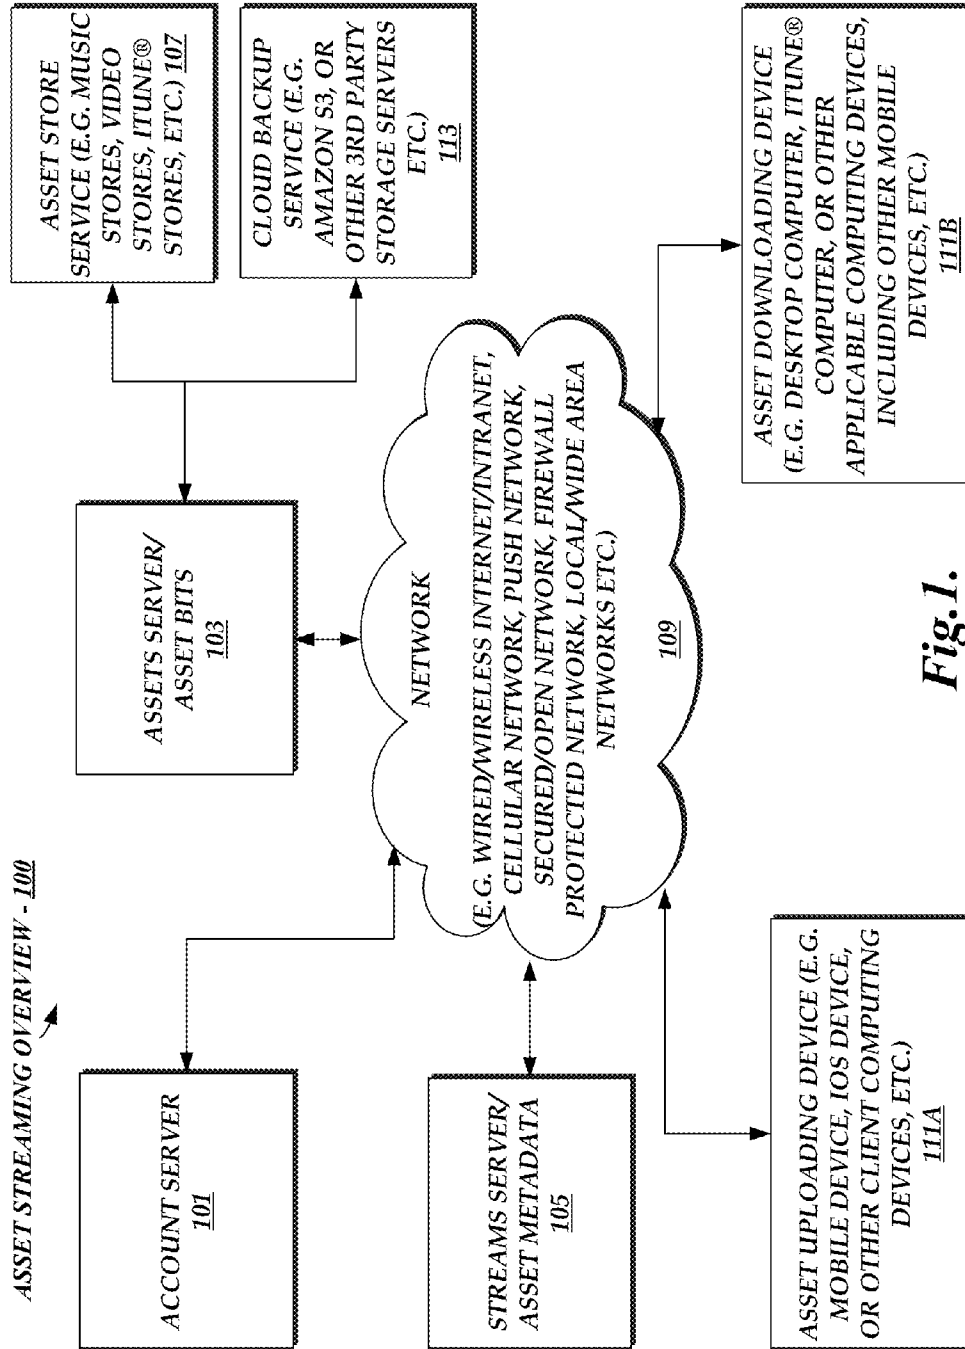 ASSET STREAMING OVERVIEW - 100
ACCOUNT SERVER
101
ASSETS SERVER/
ASSET BITS
103
ASSET STORE
SERVICE (E.G. MUSIC
STORES, VIDEO
STORES, ITUNE®
STORES, ETC.) 107
CLOUD BACKUP
SERVICE (E.G.
AMAZON S3, OR
OTHER 3RD PARTY
STORAGE SERVERS
ETC.)
113
STREAMS SERVER/
ASSET METADATA
105
NETWORK
(E.G. WIRED/WIRELESS INTERNET/INTRANET,
CELLULAR NETWORK, PUSH NETWORK,
SECURED/OPEN NETWORK, FIREWALL
PROTECTED NETWORK, LOCAL/WIDE AREA
NETWORKS ETC.)
109
ASSET UPLOADING DEVICE (E.G.
MOBILE DEVICE, IOS DEVICE,
OR OTHER CLIENT COMPUTING
DEVICES, ETC.)
111A
ASSET DOWNLOADING DEVICE
(E.G. DESKTOP COMPUTER, ITUNE®
COMPUTER, OR OTHER
APPLICABLE COMPUTING DEVICES,
INCLUDING OTHER MOBILE
DEVICES, ETC.)
111B
Fig.1.